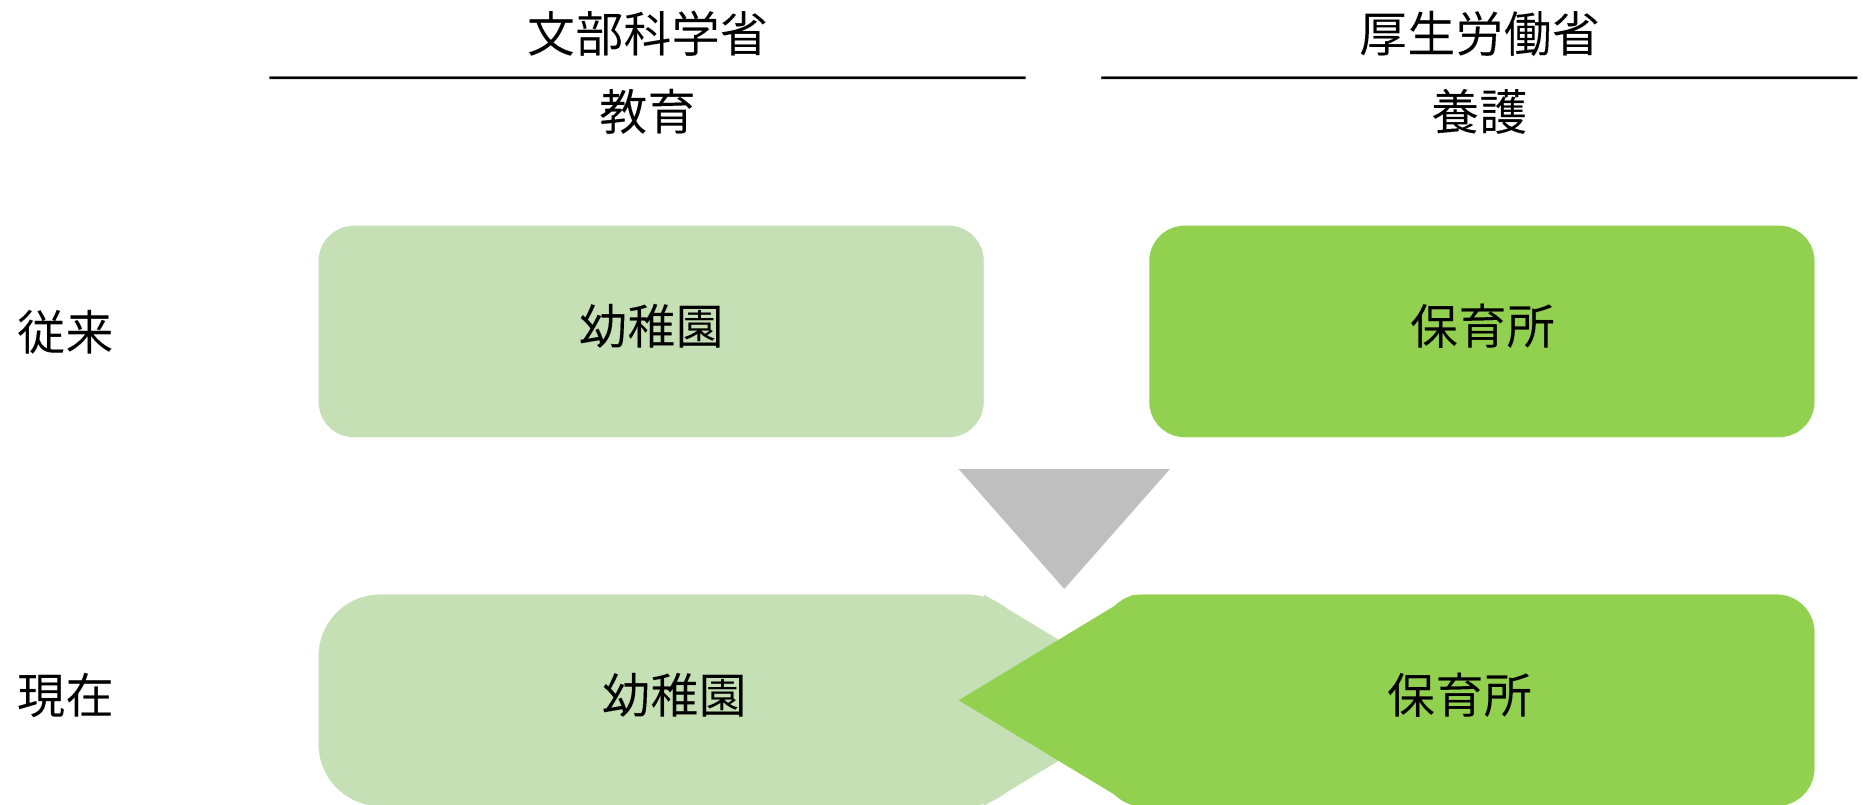 文部科学省
厚生労働省
教育
養護
従来
幼稚園
保育所
現在
幼稚園
保育所